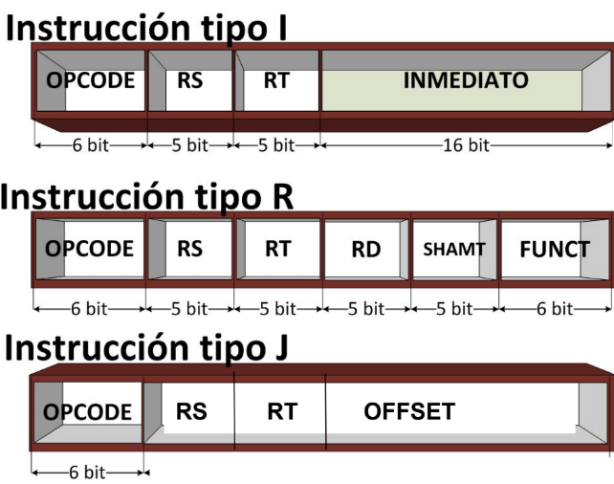 Instrucción tipo I
OPCODE RS RT INMEDIATO
6 bit 5 bit 5 bit 16 bit
Instrucción tipo R
OPCODE RS RT RD SHAMT FUNCT
6 bit 5 bit 5 bit 5 bit 5 bit 6 bit
Instrucción tipo J
OPCODE RS RT OFFSET
6 bit